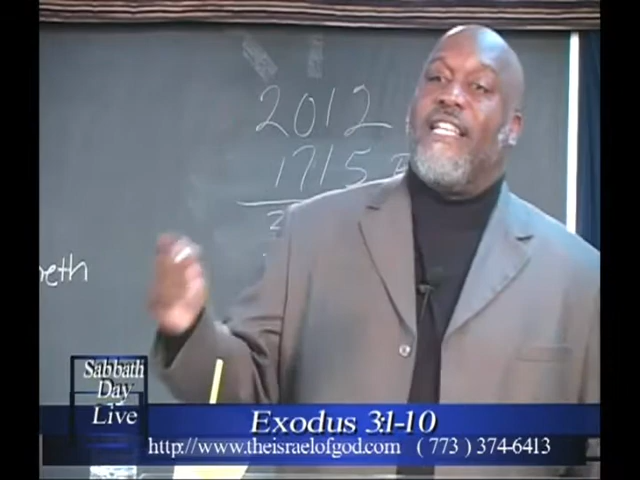 2012
1715
eth
Sabbath
Day
Live
Exodus 3:1-10
http://www.theisraelofgod.com ( 773 ) 374-6413